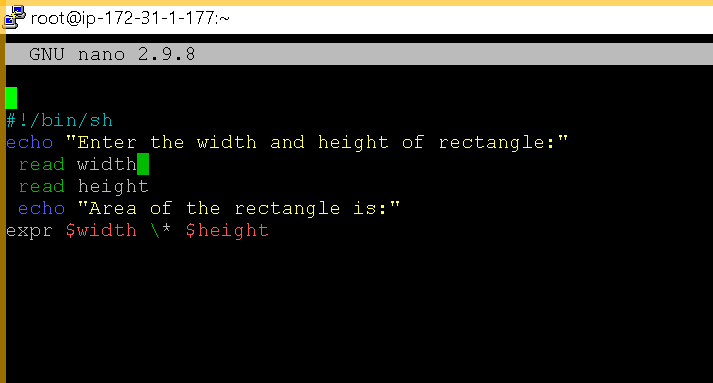 root@ip-172-31-1-177:~
GNU nano 2.9.8
#!/bin/sh
echo "Enter the width and height of rectangle:"
 read width
 read height
 echo "Area of the rectangle is:"
expr $width \* $height